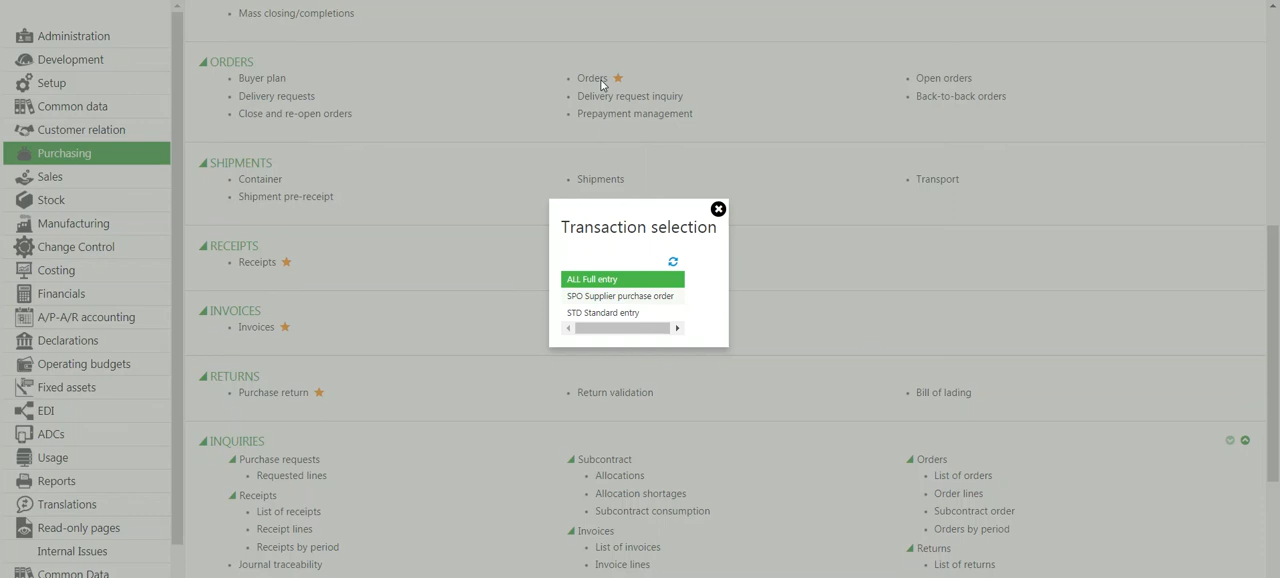 Administration
Development
Setup
Common data
Customer relation
Purchasing
Sales
Stock
Manufacturing
Change Control
Costing
Financials
A/P-A/R accounting
Declarations
Operating budgets
Fixed assets
EDI
ADCs
Usage
Reports
Translations
Read-only pages
Internal Issues
Common Data
Mass closing/completions
ORDERS
Buyer plan
Orders
Open orders
Delivery requests
Delivery request inquiry
Back-to-back orders
Close and re-open orders
Prepayment management
SHIPMENTS
Container
Shipments
Transport
Shipment pre-receipt
Transaction selection
ALL Full entry
SPO Supplier purchase order
STD Standard entry
RECEIPTS
Receipts
INVOICES
Invoices
RETURNS
Purchase return
Return validation
Bill of lading
INQUIRIES
Purchase requests
Requested lines
Receipts
List of receipts
Receipt lines
Receipts by period
Journal traceability
Subcontract
Allocations
Allocation shortages
Subcontract consumption
Invoices
List of invoices
Invoice lines
Orders
List of orders
Order lines
Subcontract order
Orders by period
Returns
List of returns